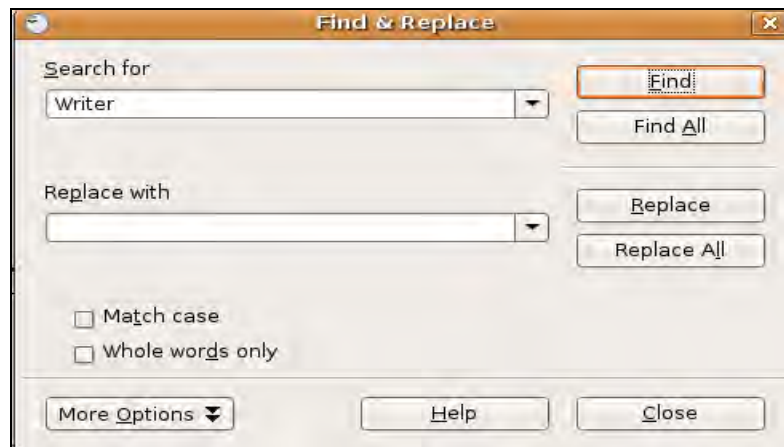 Find & Replace
Search for
Writer
Find
Find All
Replace with
Replace
Replace All
Match case
Whole words only
More Options
Help
Close